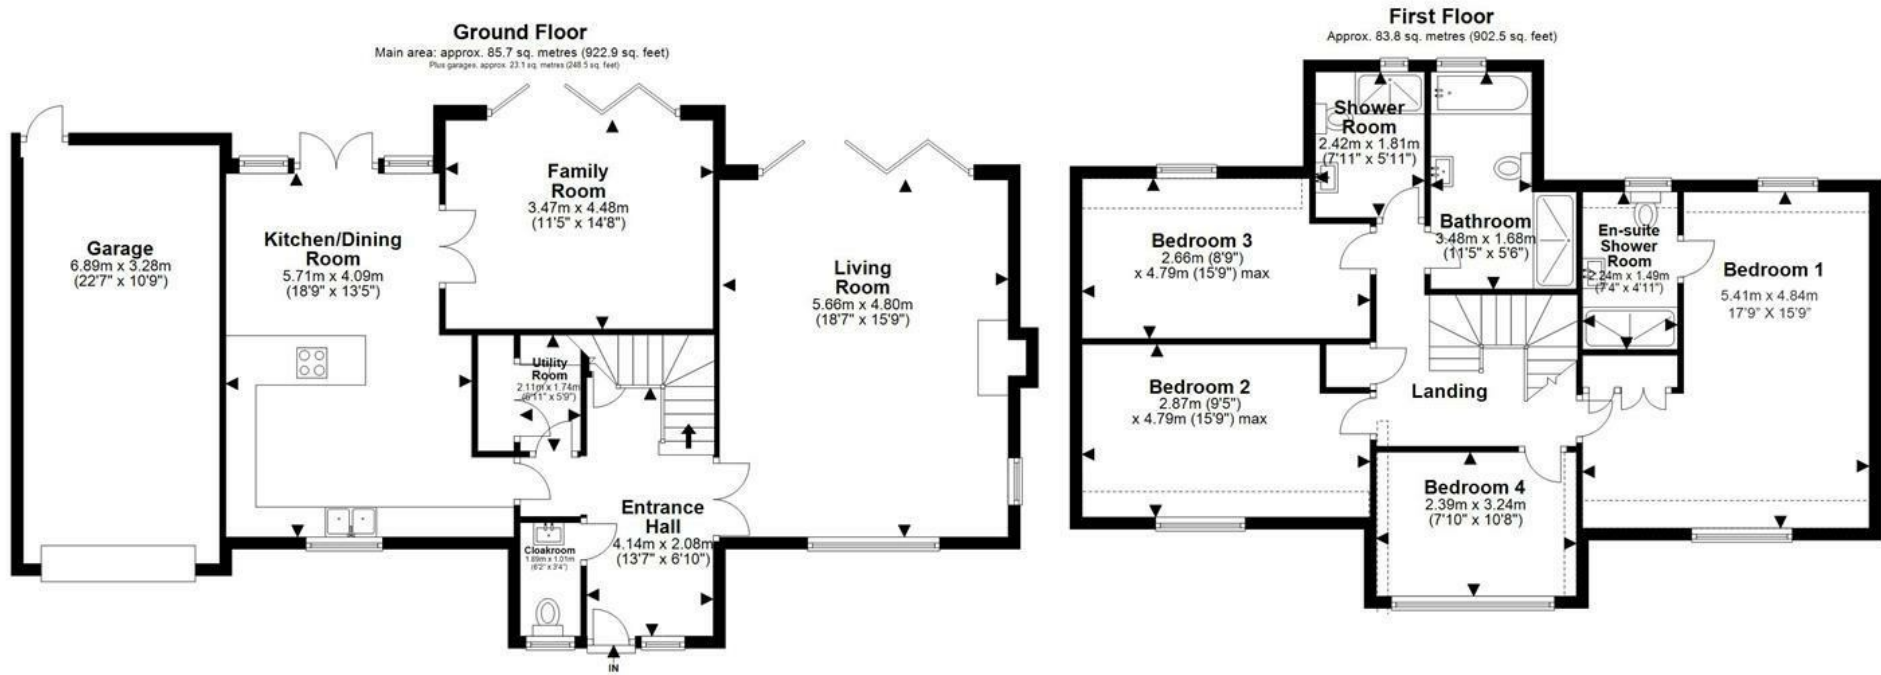 Ground Floor
Main area: approx. 85.7 sq. metres (922.9 sq. feet)
Plus garages, approx. 23.1 sq. metres (248.5 sq. feet)
Garage
6.89m x 3.28m
(22'7" x 10'9")
Kitchen/Dining
Room
5.71m x 4.09m
(18'9" x 13'5")
Family
Room
3.47m x 4.48m
(11'5" x 14'8")
Living
Room
5.66m x 4.80m
(18'7" x 15'9")
Utility
Room
2.11m x 1.74m
(6'11" x 5'9")
Cloakroom
1.89m x 1.01m
(6'2" x 3'4")
Entrance
Hall
4.14m x 2.08m
(13'7" x 6'10")
IN
First Floor
Approx. 83.8 sq. metres (902.5 sq. feet)
Shower
Room
2.42m x 1.81m
(7'11" x 5'11")
Bathroom
3.48m x 1.68m
(11'5" x 5'6")
En-suite
Shower
Room
2.24m x 1.49m
(7'4" x 4'11")
Bedroom 1
5.41m x 4.84m
17'9" X 15'9"
Bedroom 3
2.66m (8'9")
x 4.79m (15'9") max
Bedroom 2
2.87m (9'5")
x 4.79m (15'9") max
Landing
Bedroom 4
2.39m x 3.24m
(7'10" x 10'8")